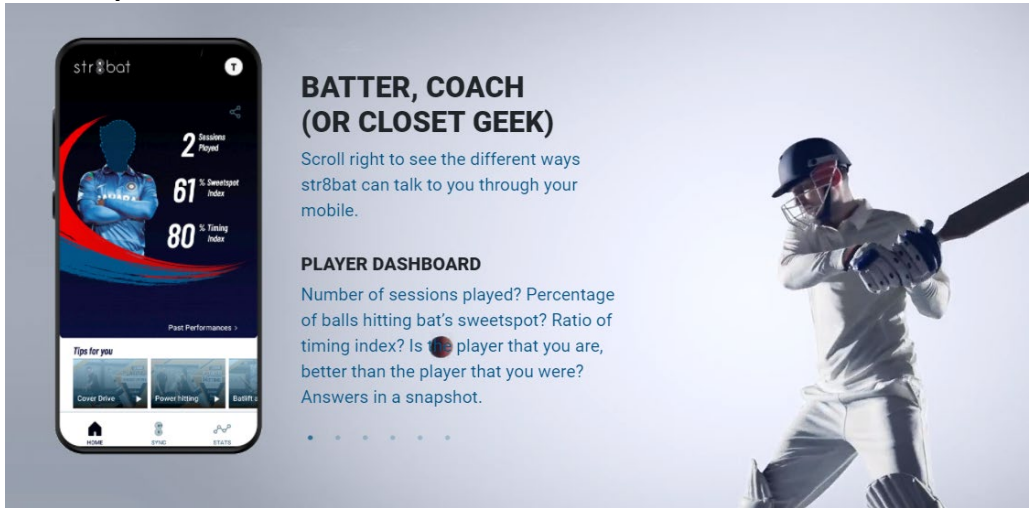 str8bat
T
2 Sessions
Played
61 % Sweetspot
Index
80 % Timing
Index
Past Performances >
Tips for you
Cover Drive
Power hitting
HOME
SYNC
STATS
BATTER, COACH
(OR CLOSET GEEK)
Scroll right to see the different ways
str8bat can talk to you through your
mobile.
PLAYER DASHBOARD
Number of sessions played? Percentage
of balls hitting bat's sweetspot? Ratio of
timing index? Is the player that you are,
better than the player that you were?
Answers in a snapshot.